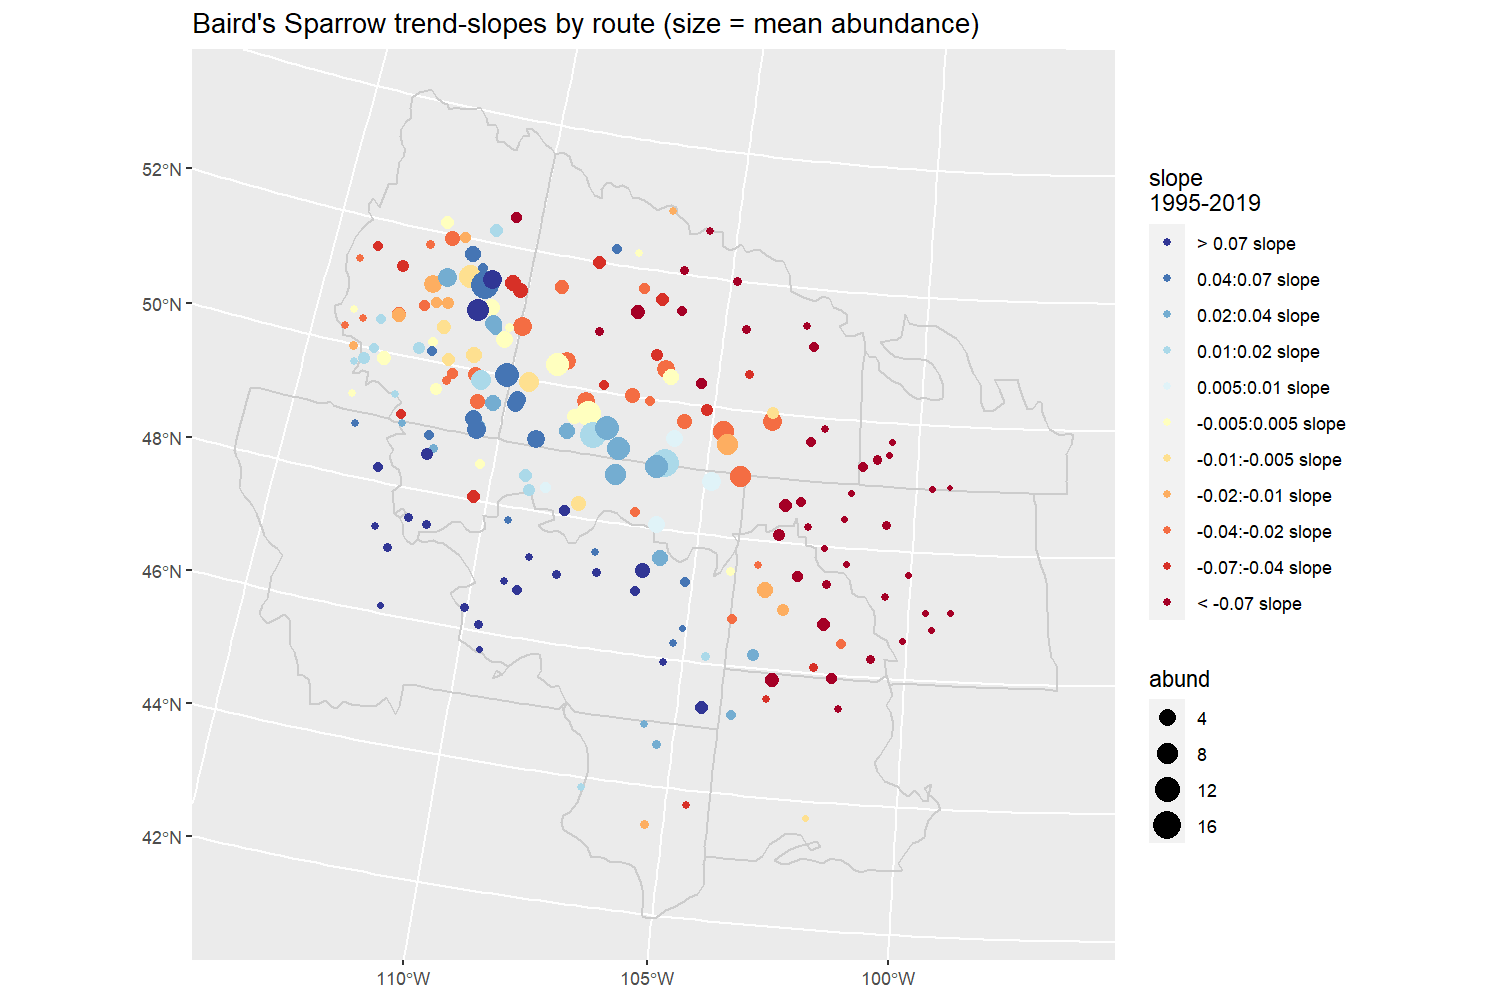 Baird's Sparrow trend-slopes by route (size = mean abundance)
52°N
50°N
48°N
46°N
44°N
42°N
110°W
105°W
100°W
slope
1995-2019
> 0.07 slope
0.04:0.07 slope
0.02:0.04 slope
0.01:0.02 slope
0.005:0.01 slope
-0.005:0.005 slope
-0.01:-0.005 slope
-0.02:-0.01 slope
-0.04:-0.02 slope
-0.07:-0.04 slope
< -0.07 slope
abund
4
8
12
16